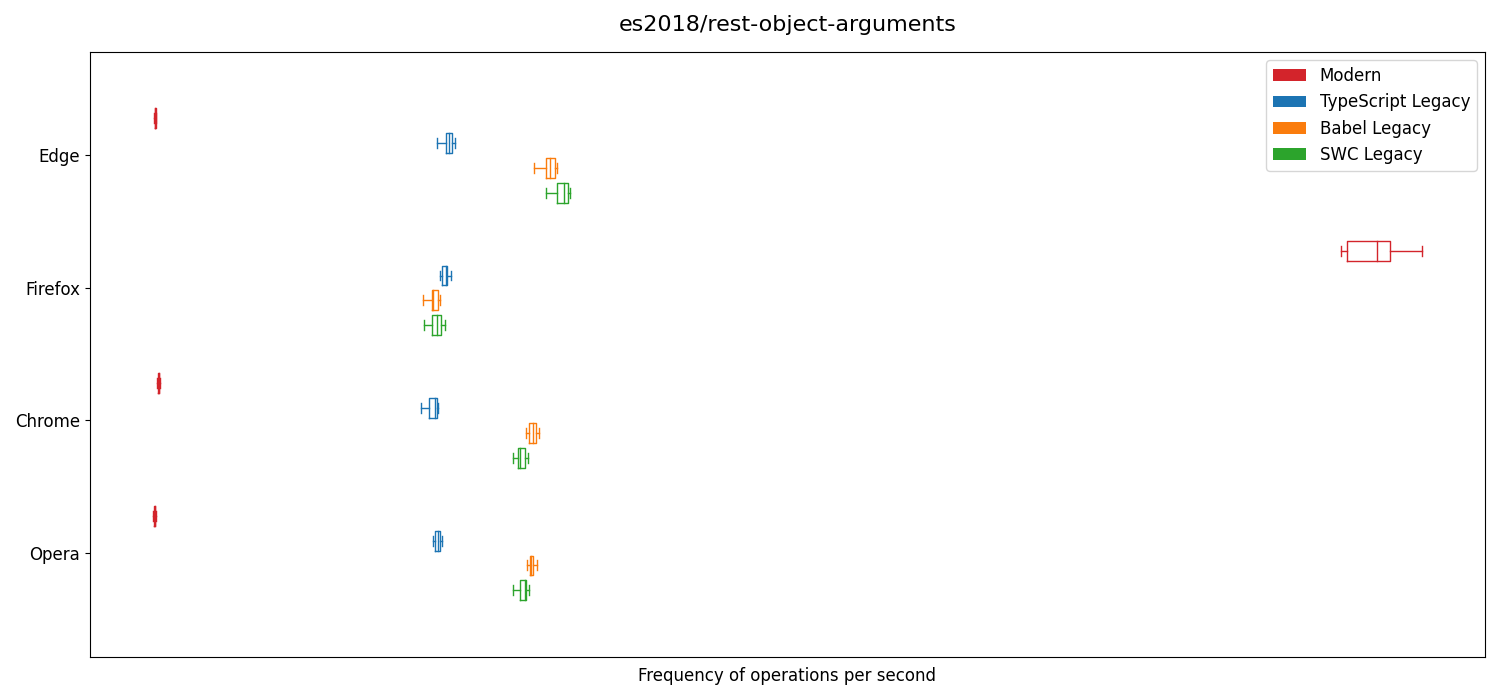 es2018/rest-object-arguments
Modern
TypeScript Legacy
Babel Legacy
SWC Legacy
Edge
Firefox
Chrome
Opera
Frequency of operations per second